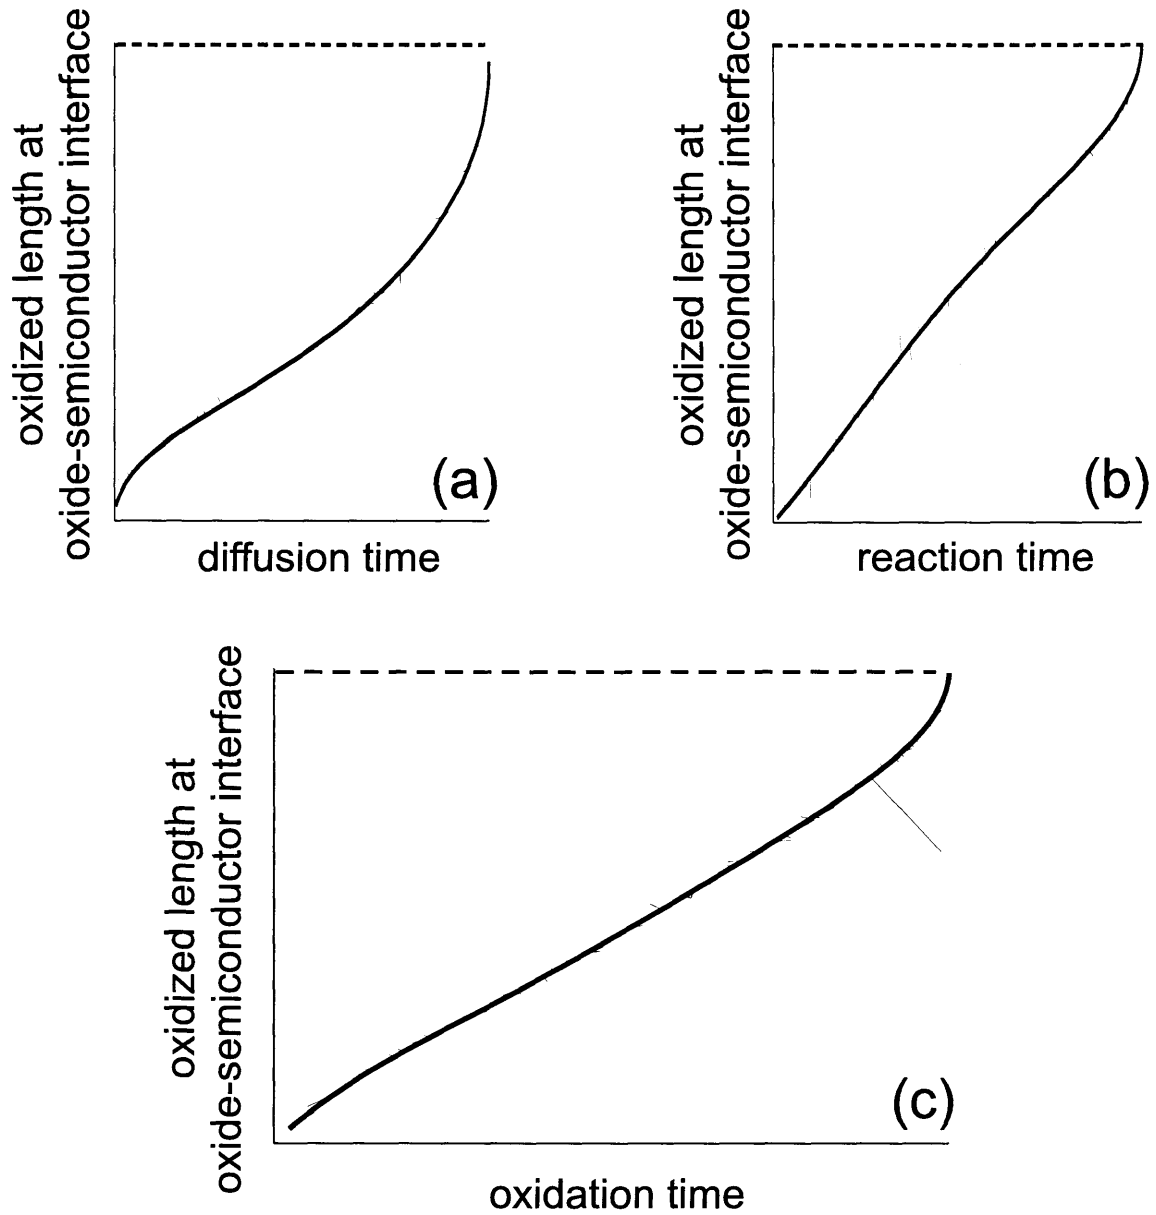 oxidized length at
oxide-semiconductor interface
(a)
diffusion time
oxidized length at
oxide-semiconductor interface
(b)
reaction time
oxidized length at
oxide-semiconductor interface
(c)
oxidation time